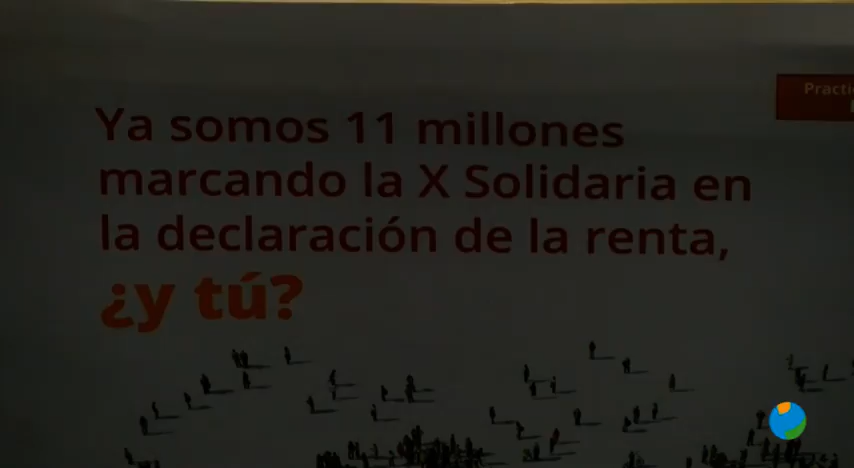 Ya somos 11 millones
marcando la X Solidaria en
la declaración de la renta,
¿y tú?